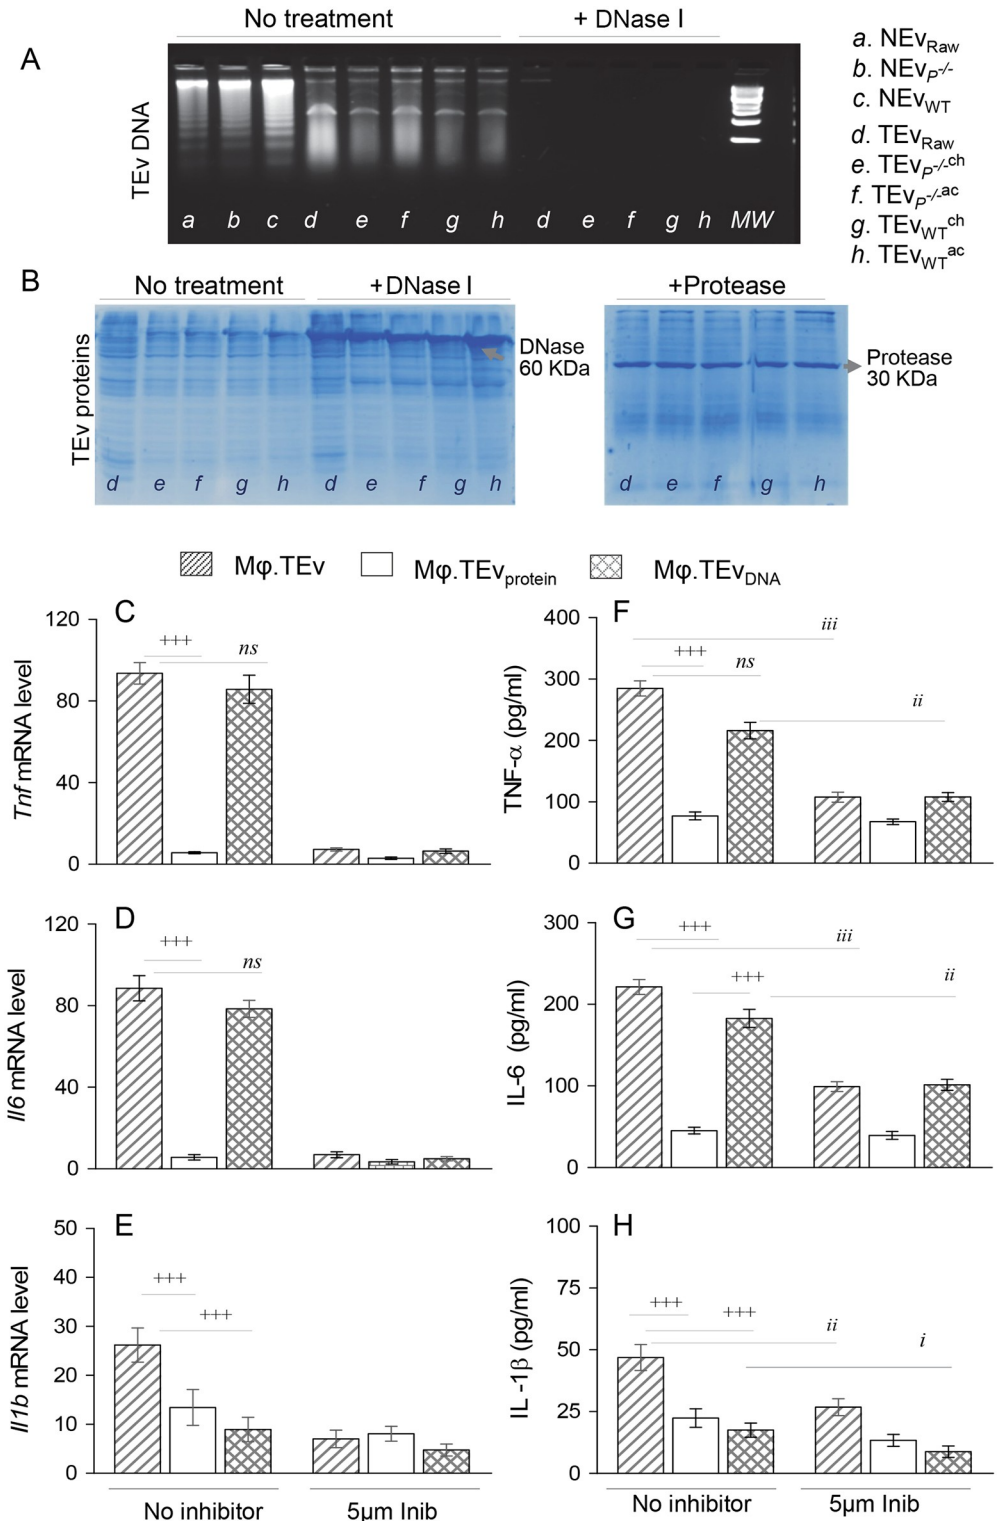 No treatment + DNase I
A
TEv DNA
a b c d e f g h d e f g h MW
a. NEvRaw
b. NEvP-/-
c. NEvWT
d. TEvRaw
e. TEvP-/-ch
f. TEvP-/-ac
g. TEvWTch
h. TEvWTac
B
No treatment +DNase I +Protease
TEv proteins
DNase
60 KDa
Protease
30 KDa
d e f g h d e f g h d e f g h
Mφ.TEv Mφ.TEvprotein Mφ.TEvDNA
C
Tnf mRNA level
120
80
40
0
+++
ns
F
TNF-α (pg/ml)
400
300
200
100
0
iii
+++
ns
ii
D
Il6 mRNA level
120
80
40
0
+++
ns
G
IL-6 (pg/ml)
300
200
100
0
+++
iii
+++
ii
E
Il1b mRNA level
50
40
30
20
10
0
+++
+++
No inhibitor 5µm Inib
H
IL -1β (pg/ml)
100
75
50
25
0
+++
+++
ii
i
No inhibitor 5µm Inib